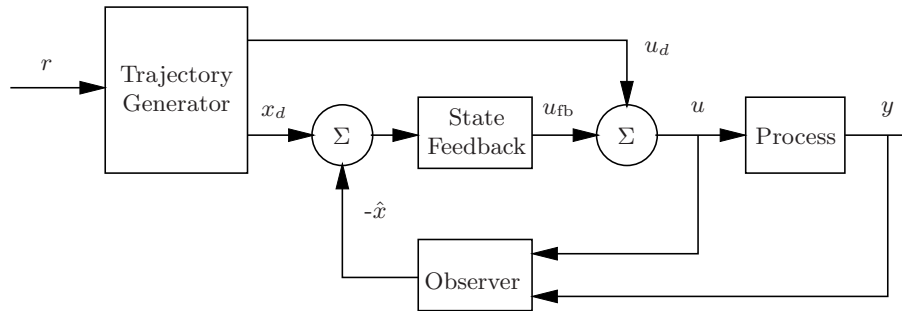 r
Trajectory
Generator
u_d
x_d
Σ
State
Feedback
u_fb
Σ
u
Process
y
-x̂
Observer